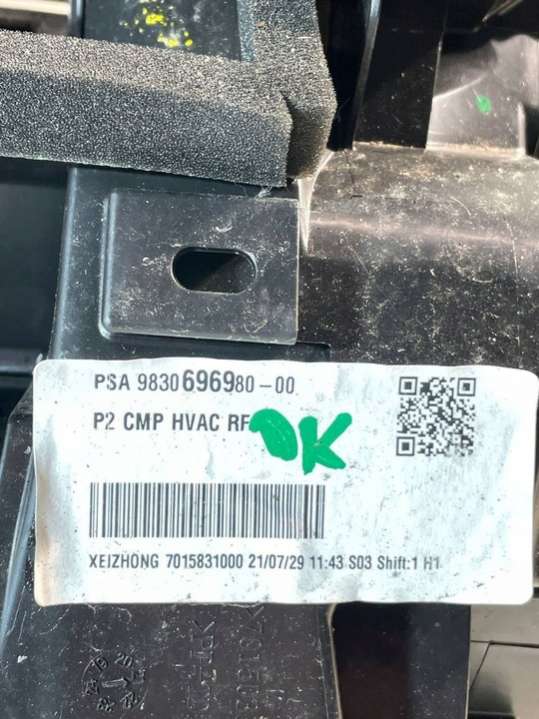 PSA 9830696980-00
P2 CMP HVAC RF
OK
XEIZHONG 7015831000 21/07/29 11:43 S03 Shift:1 H1